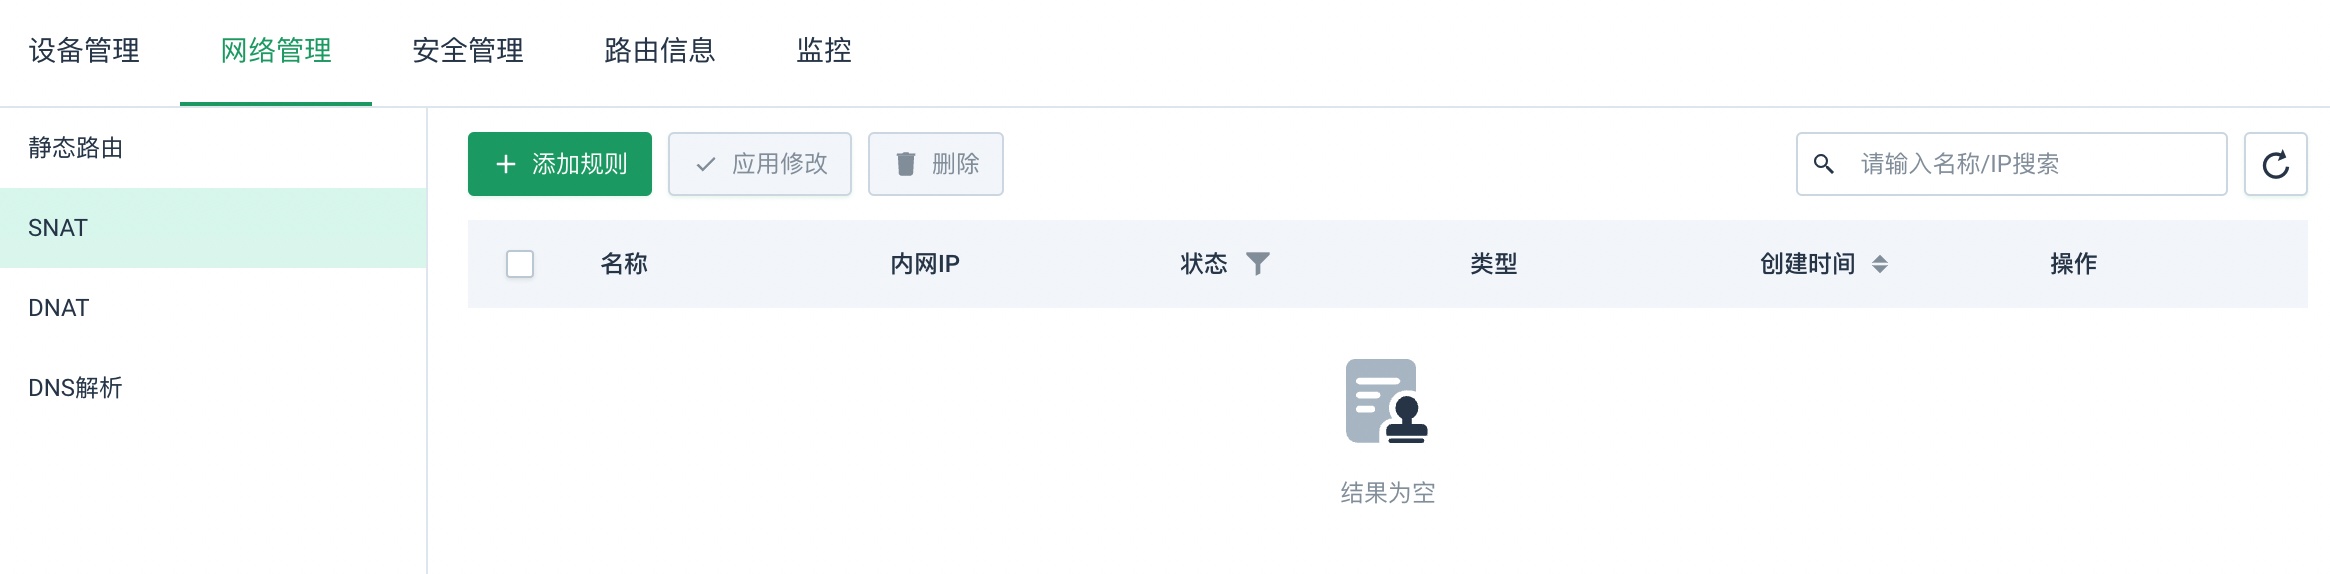 设备管理 网络管理 安全管理 路由信息 监控
静态路由
SNAT
DNAT
DNS解析
添加规则 应用修改 删除 请输入名称/IP搜索
名称 内网IP 状态 类型 创建时间 操作
结果为空